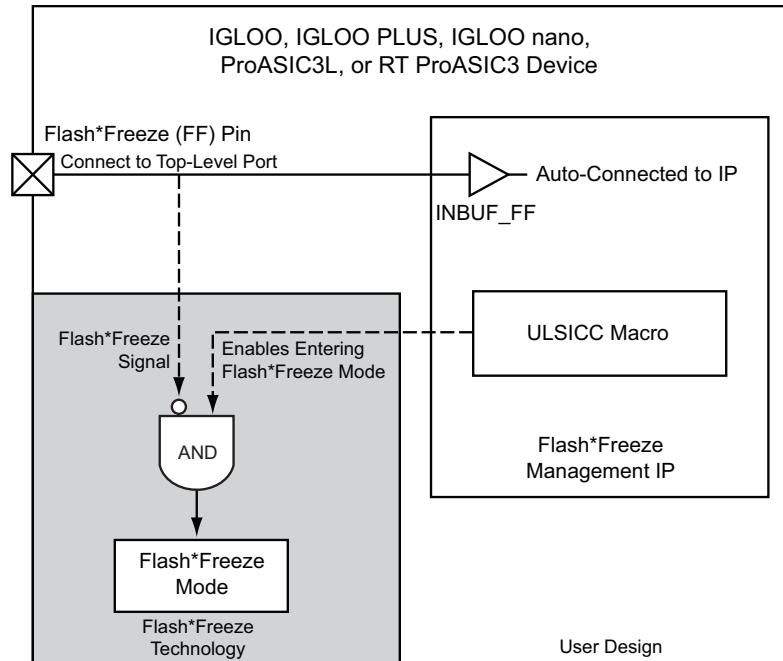 IGLOO, IGLOO PLUS, IGLOO nano,
ProASIC3L, or RT ProASIC3 Device
Flash*Freeze (FF) Pin
Connect to Top-Level Port
Auto-Connected to IP
INBUF_FF
Flash*Freeze
Signal
Enables Entering
Flash*Freeze Mode
ULSICC Macro
AND
Flash*Freeze
Management IP
Flash*Freeze
Mode
Flash*Freeze
Technology
User Design